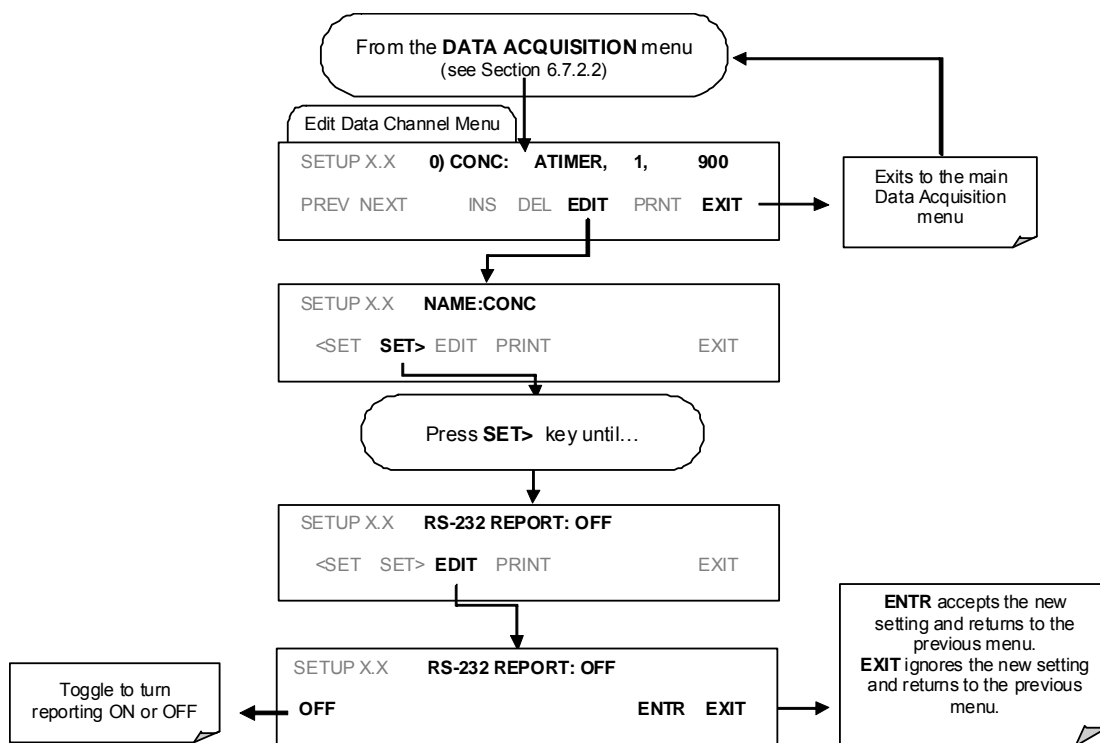 From the DATA ACQUISITION menu
(see Section 6.7.2.2)
Edit Data Channel Menu
SETUP X.X 0) CONC: ATIMER, 1, 900
PREV NEXT INS DEL EDIT PRNT EXIT
Exits to the main
Data Acquisition
menu
SETUP X.X NAME:CONC
<SET SET> EDIT PRINT EXIT
Press SET> key until…
SETUP X.X RS-232 REPORT: OFF
<SET SET> EDIT PRINT EXIT
SETUP X.X RS-232 REPORT: OFF
OFF ENTR EXIT
Toggle to turn
reporting ON or OFF
ENTR accepts the new
setting and returns to the
previous menu.
EXIT ignores the new setting
and returns to the previous
menu.